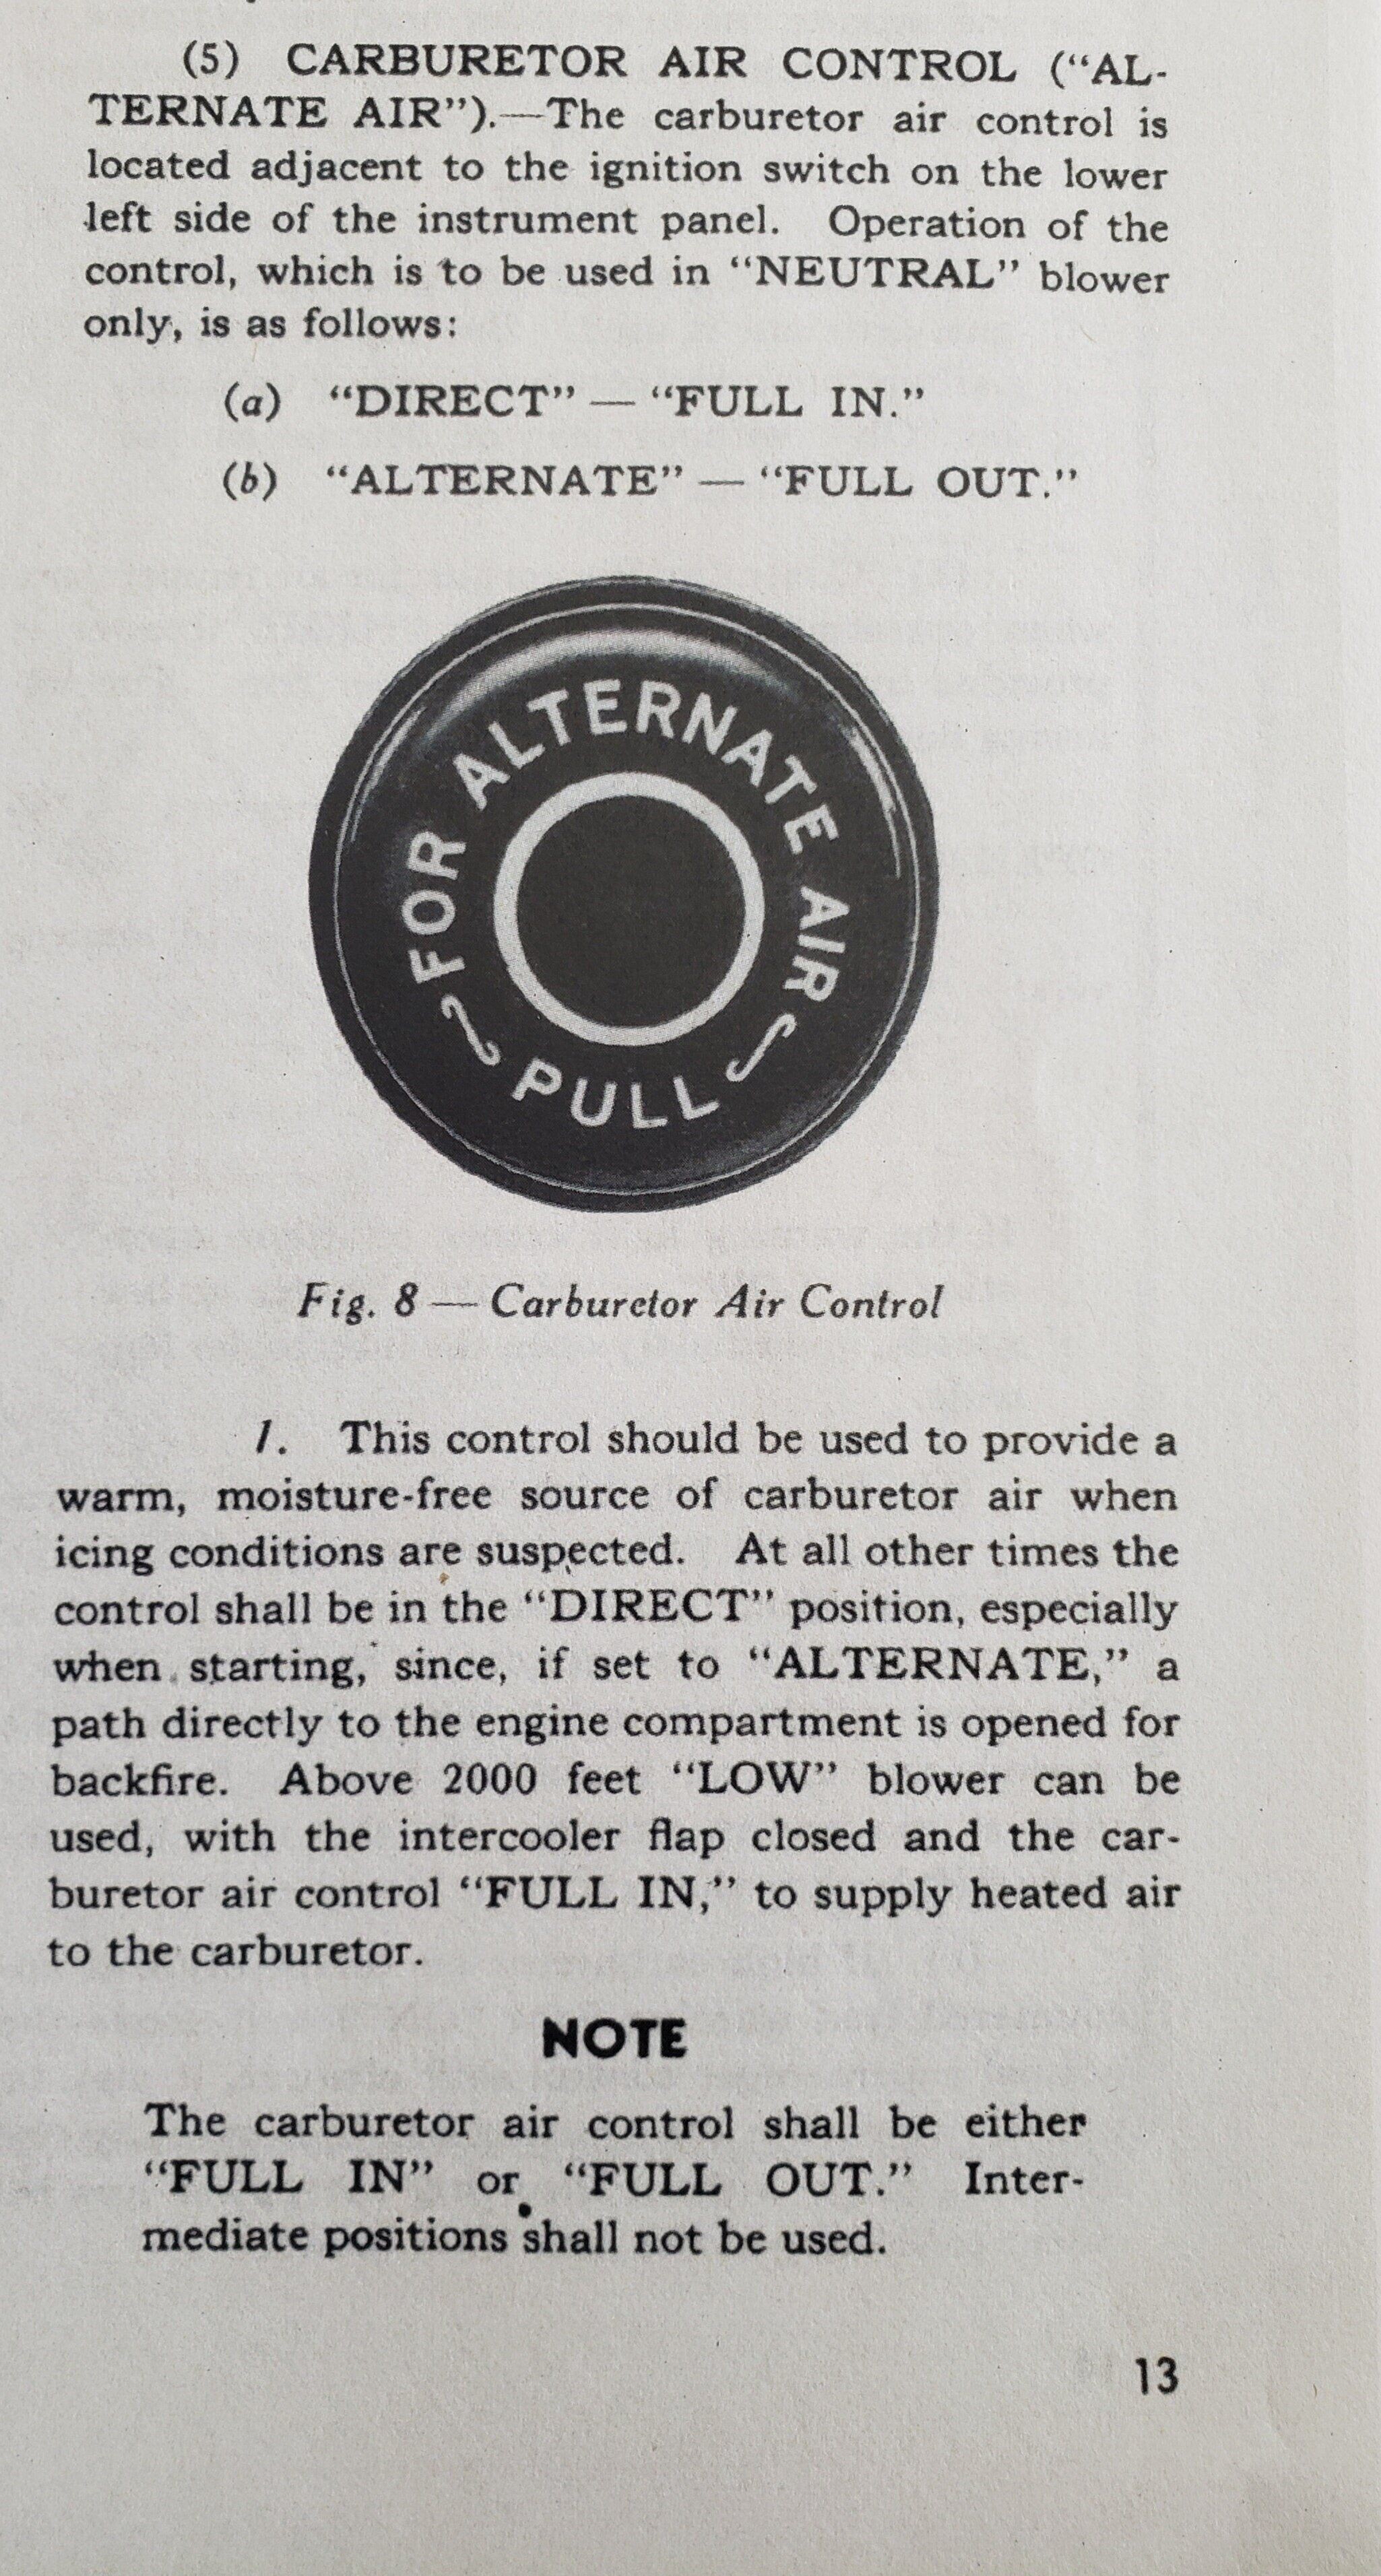 (5) CARBURETOR AIR CONTROL (“AL-
TERNATE AIR”).—The carburetor air control is
located adjacent to the ignition switch on the lower
left side of the instrument panel. Operation of the
control, which is to be used in “NEUTRAL” blower
only, is as follows:
(a) “DIRECT” — “FULL IN.”
(b) “ALTERNATE” — “FULL OUT.”
FOR ALTERNATE AIR
PULL
Fig. 8 — Carburetor Air Control
1. This control should be used to provide a
warm, moisture-free source of carburetor air when
icing conditions are suspected. At all other times the
control shall be in the “DIRECT” position, especially
when starting, since, if set to “ALTERNATE,” a
path directly to the engine compartment is opened for
backfire. Above 2000 feet “LOW” blower can be
used, with the intercooler flap closed and the car-
buretor air control “FULL IN,” to supply heated air
to the carburetor.
NOTE
The carburetor air control shall be either
“FULL IN” or “FULL OUT.” Inter-
mediate positions shall not be used.
13